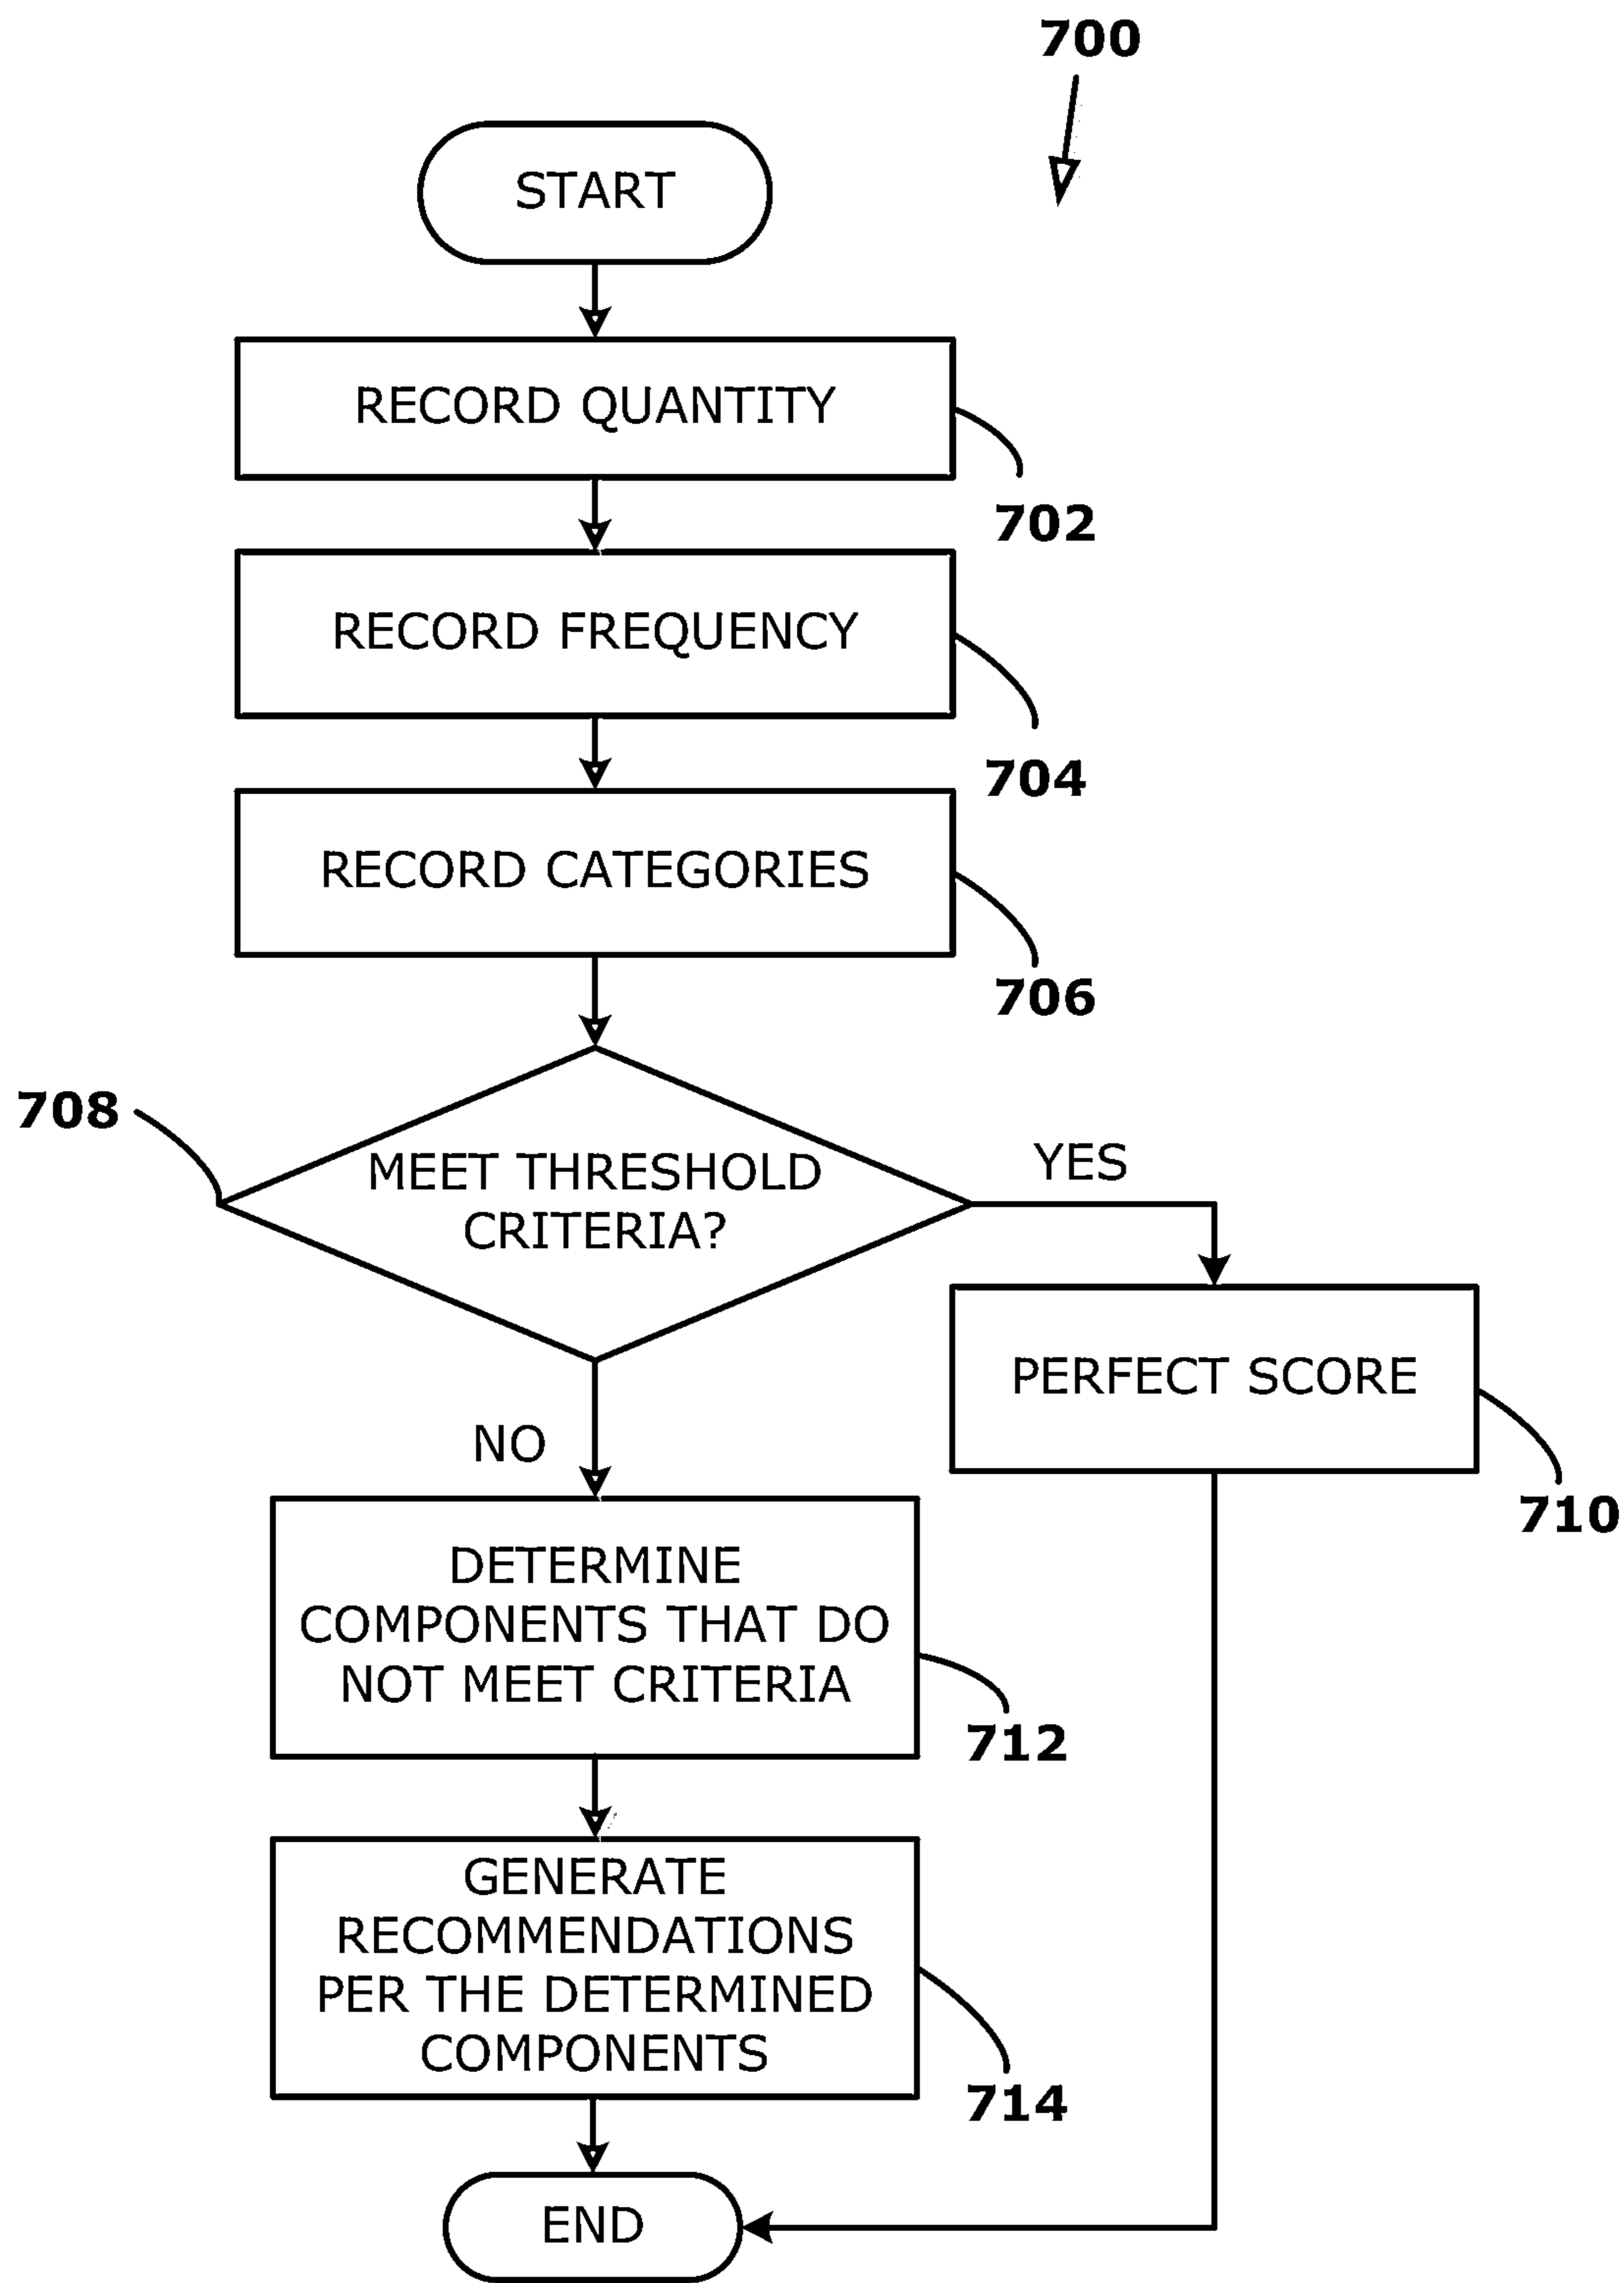 700
START
RECORD QUANTITY
702
RECORD FREQUENCY
704
RECORD CATEGORIES
706
708
MEET THRESHOLD
CRITERIA?
YES
PERFECT SCORE
710
NO
DETERMINE
COMPONENTS THAT DO
NOT MEET CRITERIA
712
GENERATE
RECOMMENDATIONS
PER THE DETERMINED
COMPONENTS
714
END